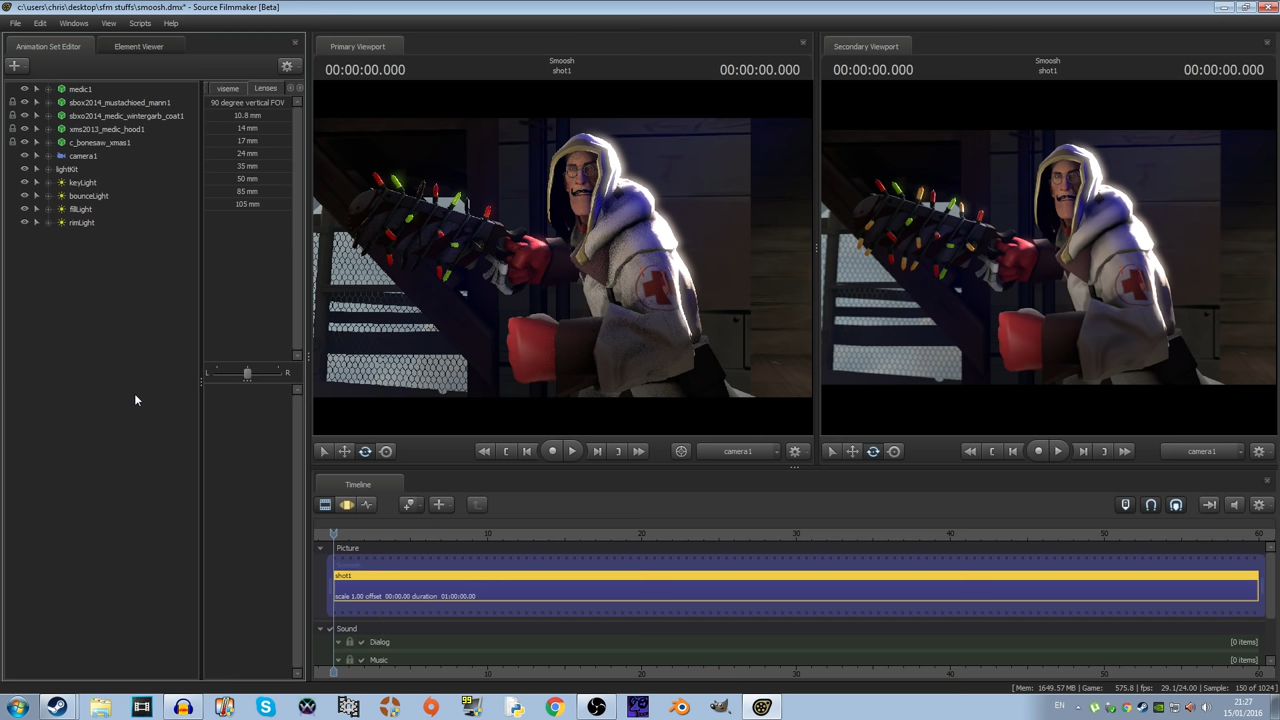 c:\users\chris\desktop\sfm stuffs\smoosh.dmx* - Source Filmmaker [Beta]
File Edit Windows View Scripts Help
Animation Set Editor Element Viewer
Primary Viewport
Secondary Viewport
00:00:00.000 Smoosh 00:00:00.000
shot1
00:00:00.000 Smoosh 00:00:00.000
shot1
viseme Lenses
medic1
sbox2014_mustachioed_mann1
sbxo2014_medic_wintergarb_coat1
xms2013_medic_hood1
c_bonesaw_xmas1
camera1
lightKit
keyLight
bounceLight
fillLight
rimLight
90 degree vertical FOV
10.8 mm
14 mm
17 mm
24 mm
35 mm
50 mm
85 mm
105 mm
L R
camera1
camera1
Timeline
10 20 30 40 50 60
Picture
shot1
scale 1.00 offset 00:00.00 duration 01:00:00.00
Sound
Dialog [0 items]
Music [0 items]
10 20 30 40 50 60
[Mem: 1649.57 MB | Game: 575.8 | fps: 29.1/24.00 | Sample: 150 of 1024]
99
EN
21:27
15/01/2016